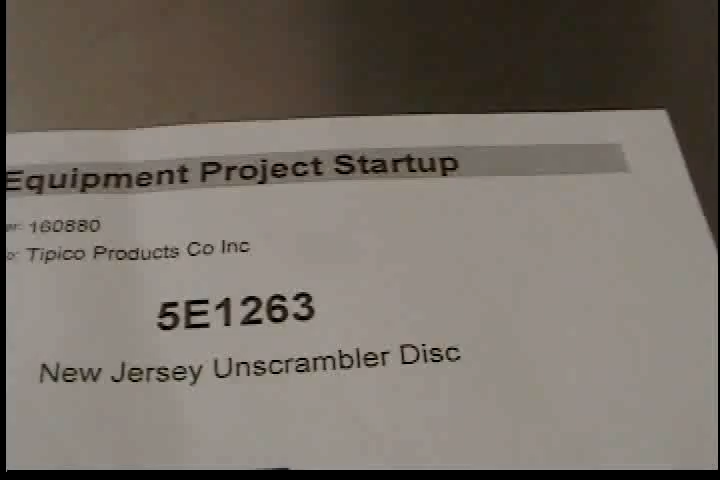 Equipment Project Startup
160880
Tipico Products Co Inc
5E1263
New Jersey Unscrambler Disc